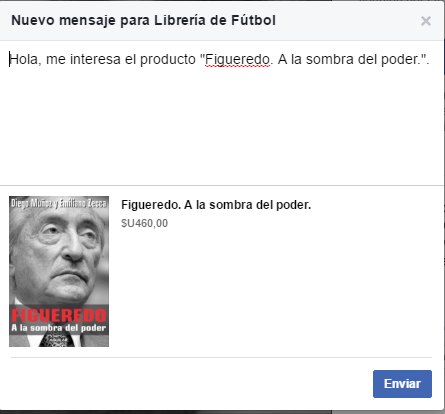 Nuevo mensaje para Librería de Fútbol
×
Hola, me interesa el producto "Figueredo. A la sombra del poder.".
Diego Muñoz y Emiliano Zecca
FIGUEREDO
A la sombra del poder
Figueredo. A la sombra del poder.
$U460,00
Enviar